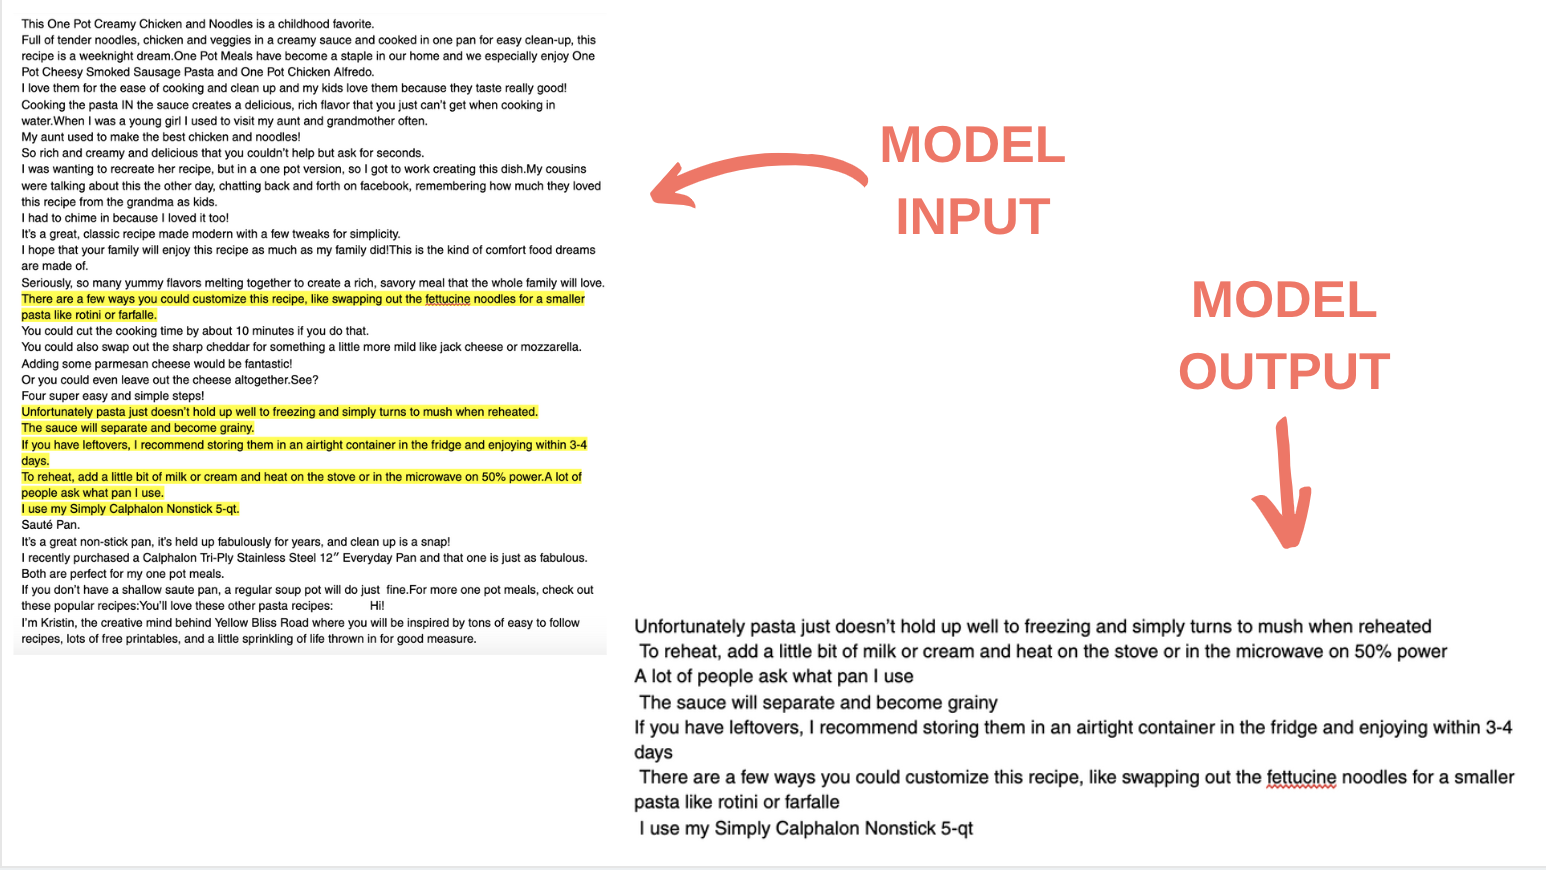 This One Pot Creamy Chicken and Noodles is a childhood favorite.
Full of tender noodles, chicken and veggies in a creamy sauce and cooked in one pan for easy clean-up, this
recipe is a weeknight dream.One Pot Meals have become a staple in our home and we especially enjoy One
Pot Cheesy Smoked Sausage Pasta and One Pot Chicken Alfredo.
I love them for the ease of cooking and clean up and my kids love them because they taste really good!
Cooking the pasta IN the sauce creates a delicious, rich flavor that you just can’t get when cooking in
water.When I was a young girl I used to visit my aunt and grandmother often.
My aunt used to make the best chicken and noodles!
So rich and creamy and delicious that you couldn’t help but ask for seconds.
I was wanting to recreate her recipe, but in a one pot version, so I got to work creating this dish.My cousins
were talking about this the other day, chatting back and forth on facebook, remembering how much they loved
this recipe from the grandma as kids.
I had to chime in because I loved it too!
It’s a great, classic recipe made modern with a few tweaks for simplicity.
I hope that your family will enjoy this recipe as much as my family did!This is the kind of comfort food dreams
are made of.
Seriously, so many yummy flavors melting together to create a rich, savory meal that the whole family will love.
There are a few ways you could customize this recipe, like swapping out the fettucine noodles for a smaller
pasta like rotini or farfalle.
You could cut the cooking time by about 10 minutes if you do that.
You could also swap out the sharp cheddar for something a little more mild like jack cheese or mozzarella.
Adding some parmesan cheese would be fantastic!
Or you could even leave out the cheese altogether.See?
Four super easy and simple steps!
Unfortunately pasta just doesn’t hold up well to freezing and simply turns to mush when reheated.
The sauce will separate and become grainy.
If you have leftovers, I recommend storing them in an airtight container in the fridge and enjoying within 3-4
days.
To reheat, add a little bit of milk or cream and heat on the stove or in the microwave on 50% power.A lot of
people ask what pan I use.
I use my Simply Calphalon Nonstick 5-qt.
Sauté Pan.
It’s a great non-stick pan, it’s held up fabulously for years, and clean up is a snap!
I recently purchased a Calphalon Tri-Ply Stainless Steel 12″ Everyday Pan and that one is just as fabulous.
Both are perfect for my one pot meals.
If you don’t have a shallow saute pan, a regular soup pot will do just  fine.For more one pot meals, check out
these popular recipes:You’ll love these other pasta recipes:          Hi!
I’m Kristin, the creative mind behind Yellow Bliss Road where you will be inspired by tons of easy to follow
recipes, lots of free printables, and a little sprinkling of life thrown in for good measure.
MODEL
INPUT
MODEL
OUTPUT
Unfortunately pasta just doesn’t hold up well to freezing and simply turns to mush when reheated
To reheat, add a little bit of milk or cream and heat on the stove or in the microwave on 50% power
A lot of people ask what pan I use
The sauce will separate and become grainy
If you have leftovers, I recommend storing them in an airtight container in the fridge and enjoying within 3-4
days
There are a few ways you could customize this recipe, like swapping out the fettucine noodles for a smaller
pasta like rotini or farfalle
I use my Simply Calphalon Nonstick 5-qt